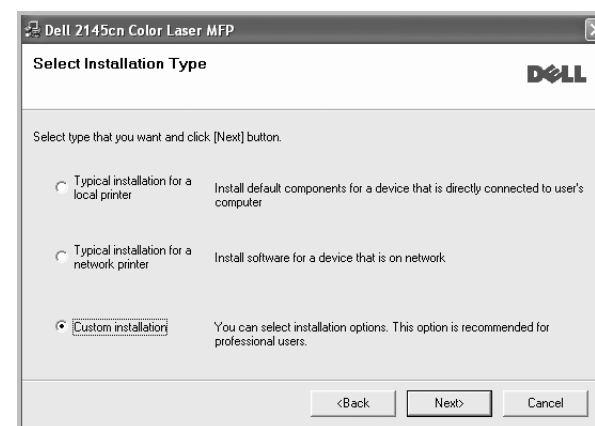 Dell 2145cn Color Laser MFP
Select Installation Type
DELL
Select type that you want and click [Next] button.
Typical installation for a
local printer
Install default components for a device that is directly connected to user's
computer
Typical installation for a
network printer
Install software for a device that is on network
Custom installation
You can select installation options. This option is recommended for
professional users.
<Back
Next>
Cancel